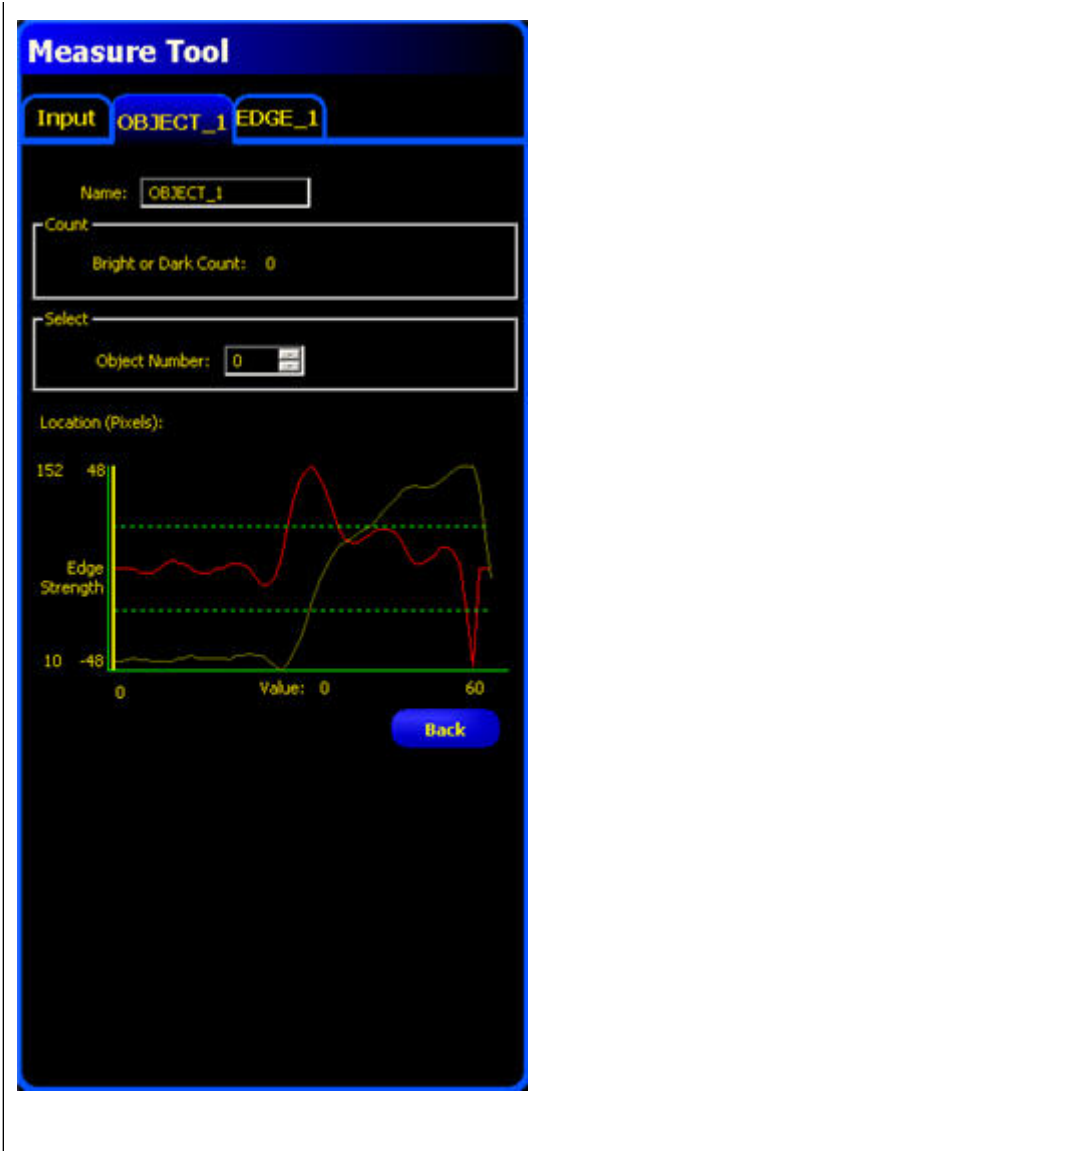 Measure Tool
Input OBJECT_1 EDGE_1
Name: OBJECT_1
Count
Bright or Dark Count: 0
Select
Object Number: 0
Location (Pixels):
152 48
Edge
Strength
10 -48
0 Value: 0 60
Back